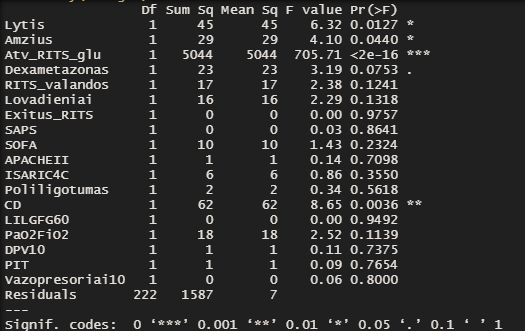 Df Sum Sq Mean Sq F value Pr(>F)
Lytis 1 45 45 6.32 0.0127 *
Amzius 1 29 29 4.10 0.0440 *
Atv_RITS_glu 1 5044 5044 705.71 <2e-16 ***
Dexametazonas 1 23 23 3.19 0.0753 .
RITS_valandos 1 17 17 2.38 0.1241
Lovadieniai 1 16 16 2.29 0.1318
Exitus_RITS 1 0 0 0.00 0.9757
SAPS 1 0 0 0.03 0.8641
SOFA 1 10 10 1.43 0.2324
APACHEII 1 1 1 0.14 0.7098
ISARIC4C 1 6 6 0.86 0.3550
Poliligotumas 1 2 2 0.34 0.5618
CD 1 62 62 8.65 0.0036 **
LILGFG60 1 0 0 0.00 0.9492
PaO2FiO2 1 18 18 2.52 0.1139
DPV10 1 1 1 0.11 0.7375
PIT 1 1 1 0.09 0.7654
Vazopresoriai10 1 0 0 0.06 0.8000
Residuals 222 1587 7
---
Signif. codes: 0 ‘***’ 0.001 ‘**’ 0.01 ‘*’ 0.05 ‘.’ 0.1 ‘ ’ 1